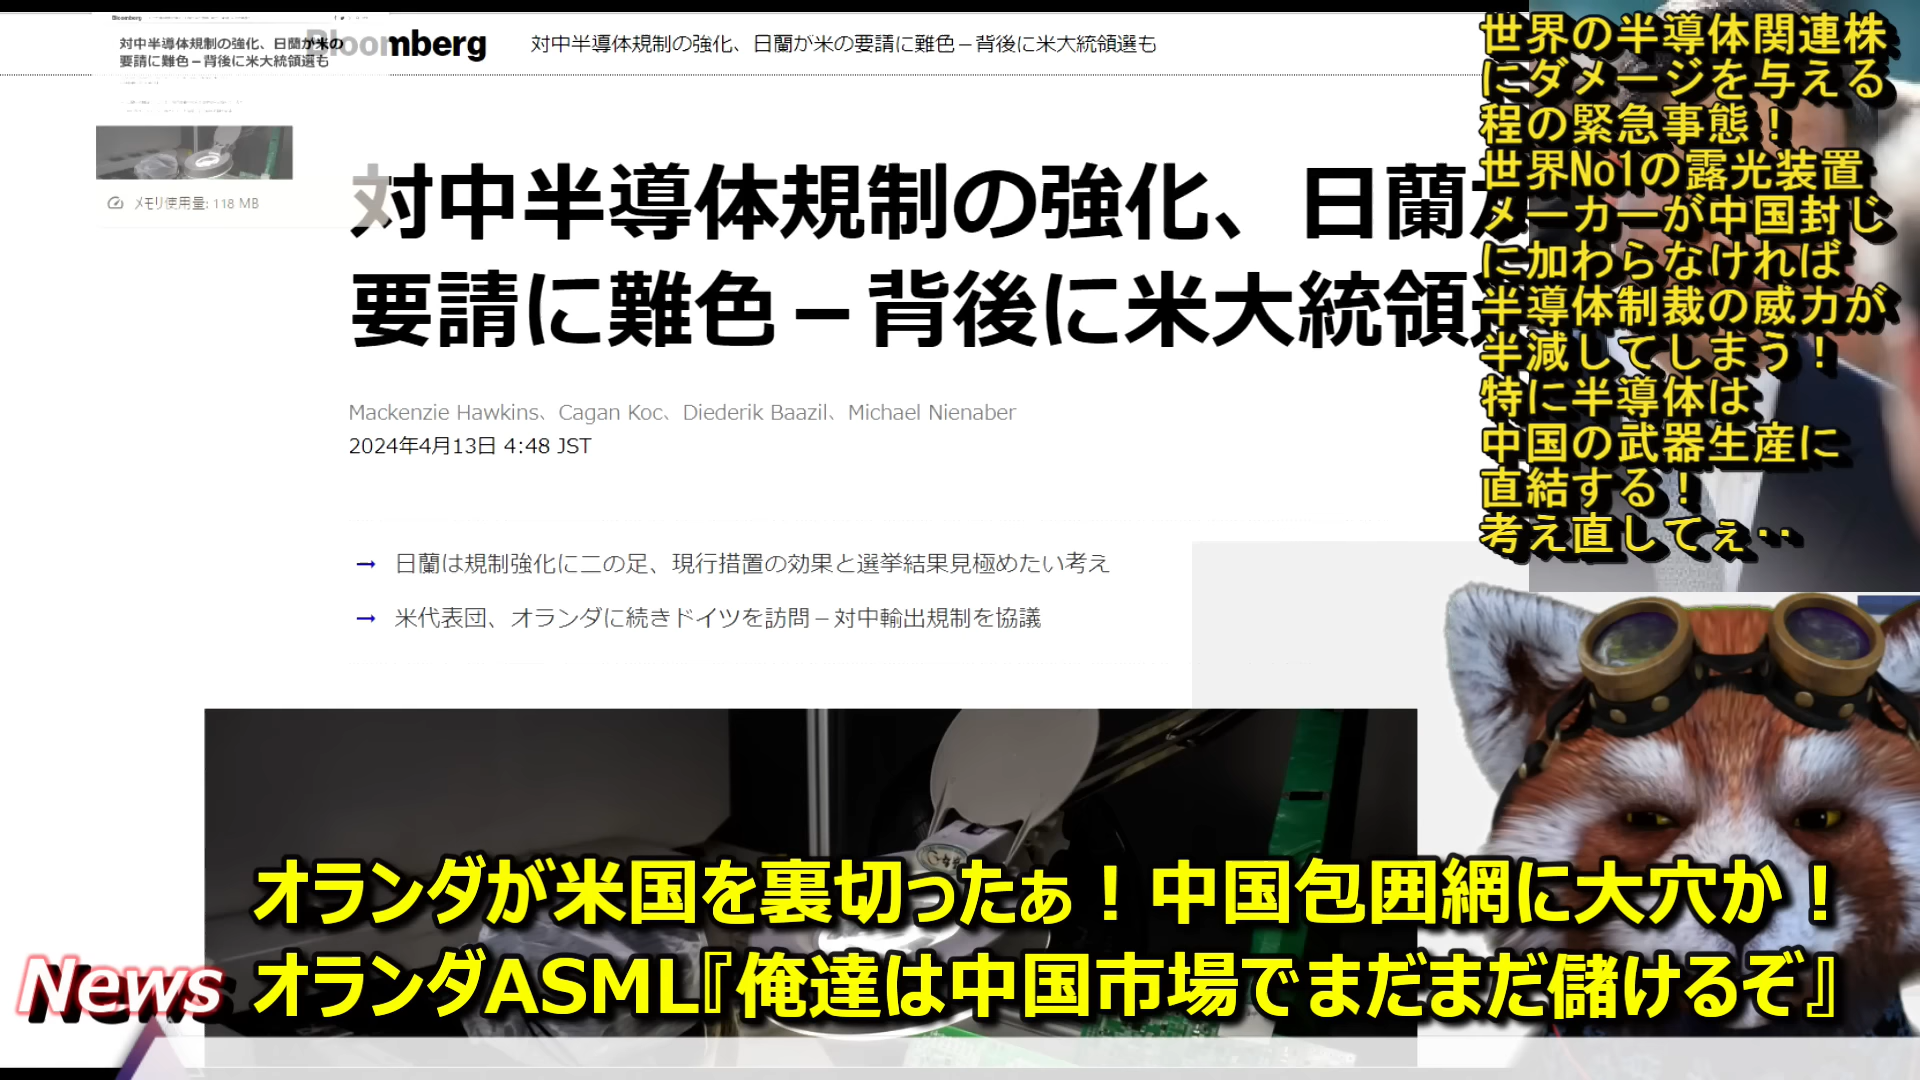 Bloomberg
対中半導体規制の強化、日蘭が米の
要請に難色－背後に米大統領選も
メモリ使用量: 118 MB
Bloomberg
対中半導体規制の強化、日蘭が米の要請に難色－背後に米大統領選も
対中半導体規制の強化、日蘭が
要請に難色－背後に米大統領選
Mackenzie Hawkins、Cagan Koc、Diederik Baazil、Michael Nienaber
2024年4月13日 4:48 JST
→ 日蘭は規制強化に二の足、現行措置の効果と選挙結果見極めたい考え
→ 米代表団、オランダに続きドイツを訪問－対中輸出規制を協議
世界の半導体関連株
にダメージを与える
程の緊急事態！
世界No1の露光装置
メーカーが中国封じ
に加わらなければ
半導体制裁の威力が
半減してしまう！
特に半導体は
中国の武器生産に
直結する！
考え直してぇ‥
オランダが米国を裏切ったぁ！中国包囲網に大穴か！
News
オランダASML『俺達は中国市場でまだまだ儲けるぞ』